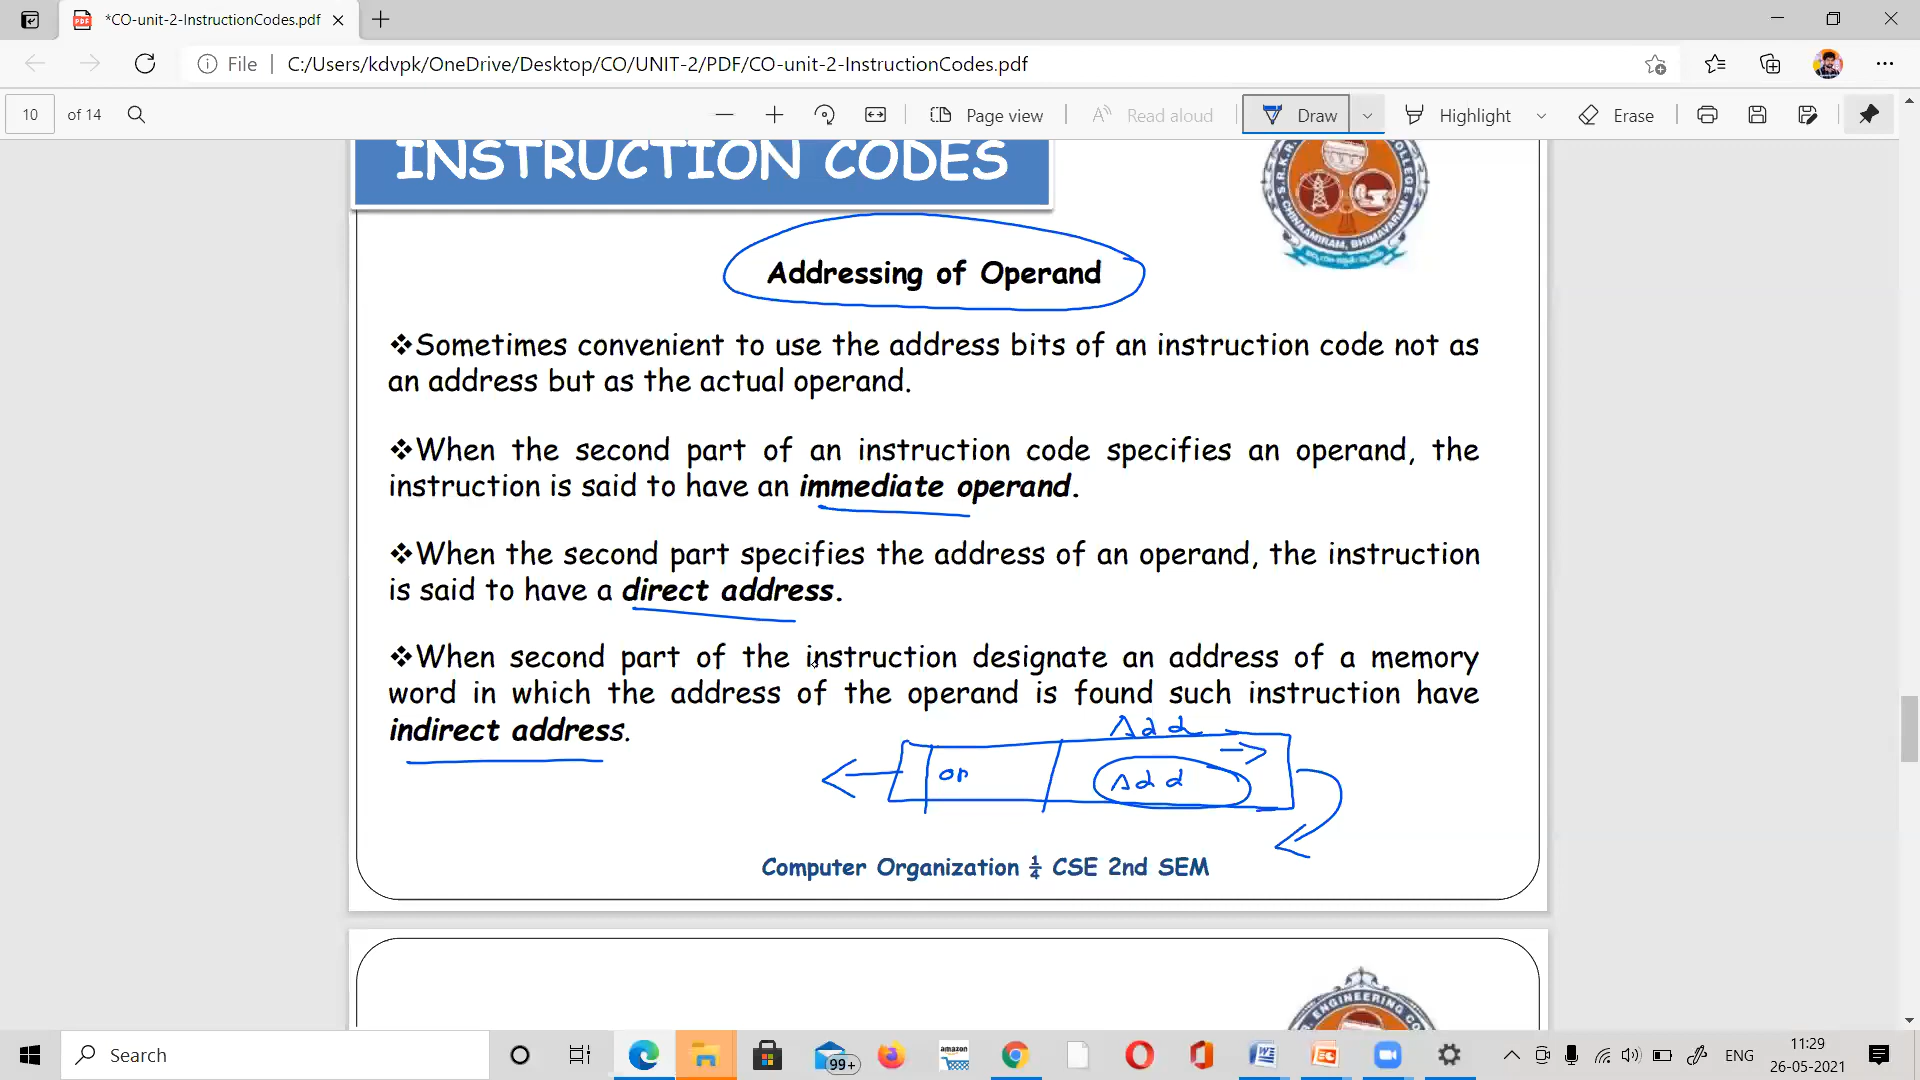 *CO-unit-2-InstructionCodes.pdf
File | C:/Users/kdvpk/OneDrive/Desktop/CO/UNIT-2/PDF/CO-unit-2-InstructionCodes.pdf
10 of 14 Page view Read aloud Draw Highlight Erase
INSTRUCTION CODES
COLLEGE
CHINAAMIRAM, BHIMAVARAM
Addressing of Operand
❖Sometimes convenient to use the address bits of an instruction code not as
an address but as the actual operand.
❖When the second part of an instruction code specifies an operand, the
instruction is said to have an immediate operand.
❖When the second part specifies the address of an operand, the instruction
is said to have a direct address.
❖When second part of the instruction designate an address of a memory
word in which the address of the operand is found such instruction have
indirect address.
Add
op Add
Computer Organization ¼ CSE 2nd SEM
ENGINEERING
Search
99+
amazon
ENG
11:29
26-05-2021